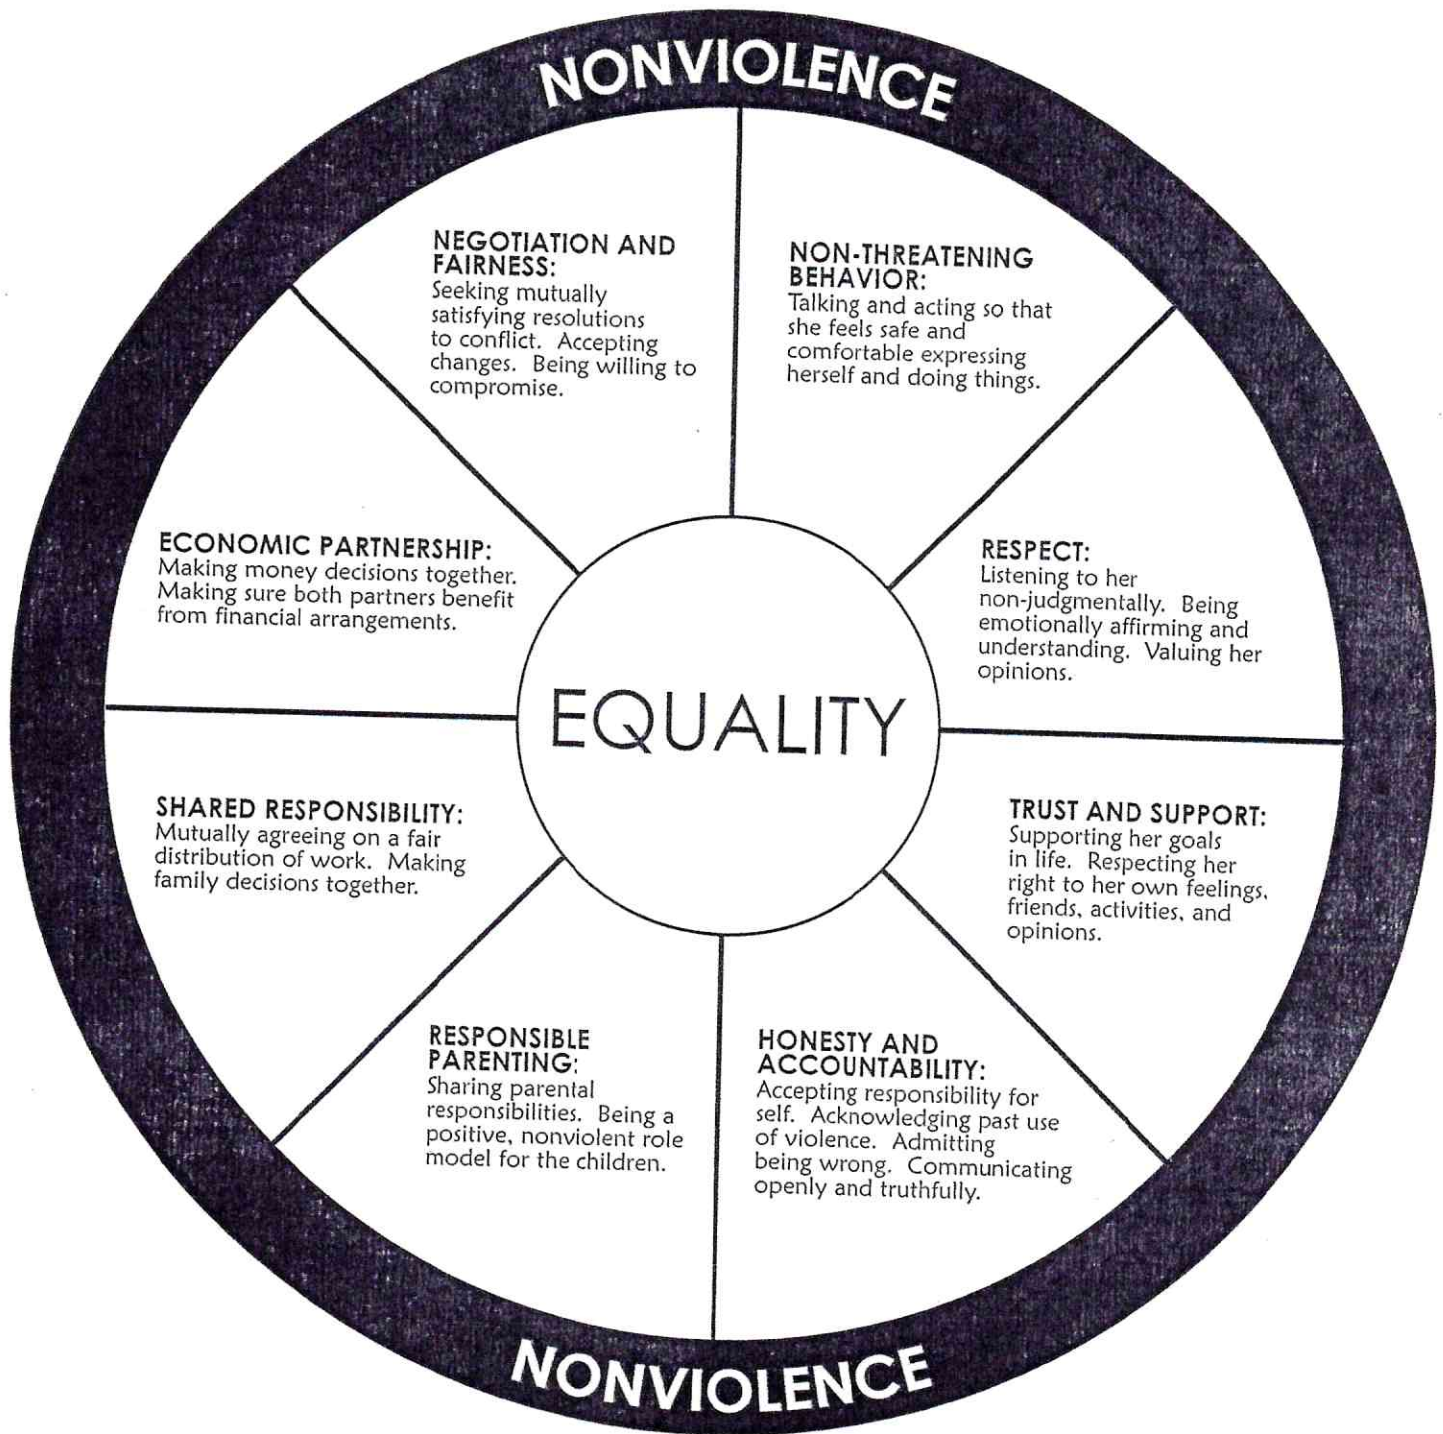 NONVIOLENCE
NEGOTIATION AND
FAIRNESS:
Seeking mutually
satisfying resolutions
to conflict. Accepting
changes. Being willing to
compromise.
NON-THREATENING
BEHAVIOR:
Talking and acting so that
she feels safe and
comfortable expressing
herself and doing things.
ECONOMIC PARTNERSHIP:
Making money decisions together.
Making sure both partners benefit
from financial arrangements.
RESPECT:
Listening to her
non-judgmentally. Being
emotionally affirming and
understanding. Valuing her
opinions.
EQUALITY
SHARED RESPONSIBILITY:
Mutually agreeing on a fair
distribution of work. Making
family decisions together.
TRUST AND SUPPORT:
Supporting her goals
in life. Respecting her
right to her own feelings,
friends, activities, and
opinions.
RESPONSIBLE
PARENTING:
Sharing parental
responsibilities. Being a
positive, nonviolent role
model for the children.
HONESTY AND
ACCOUNTABILITY:
Accepting responsibility for
self. Acknowledging past use
of violence. Admitting
being wrong. Communicating
openly and truthfully.
NONVIOLENCE